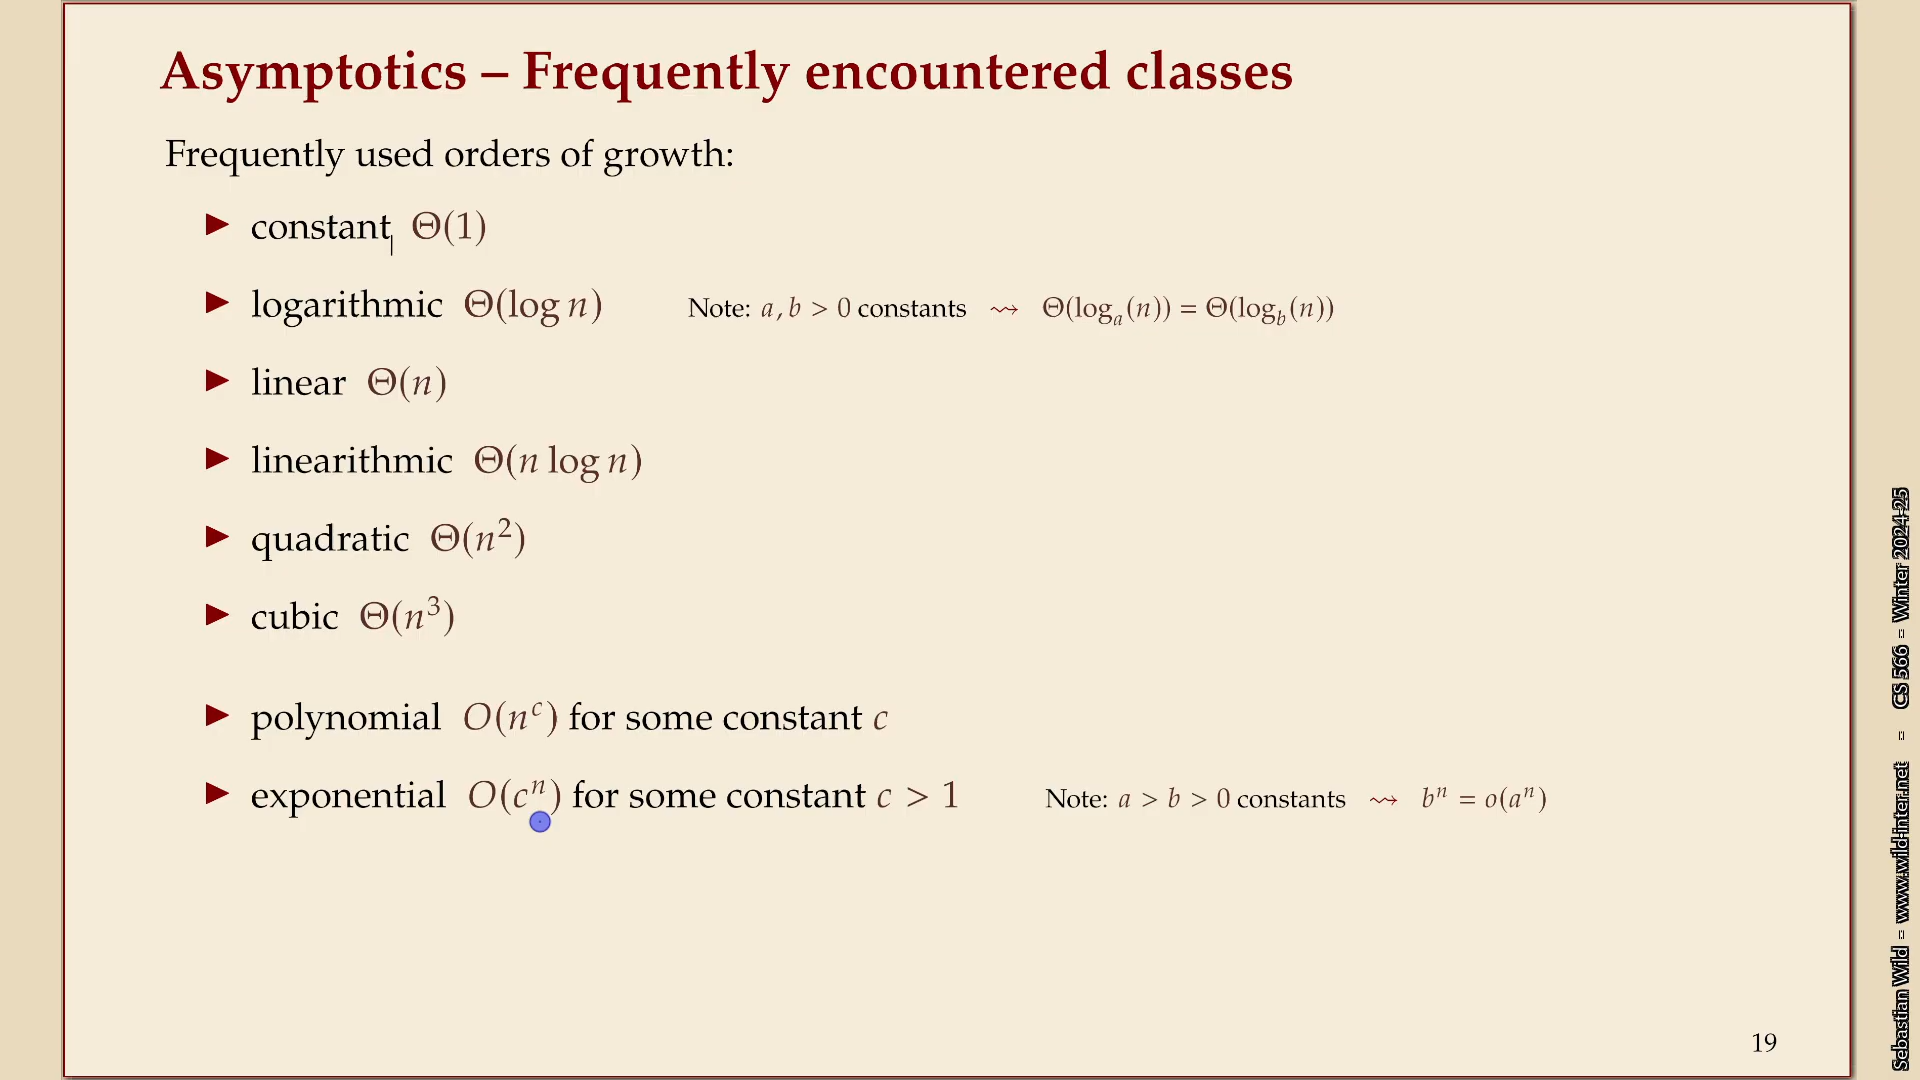 Asymptotics – Frequently encountered classes
Frequently used orders of growth:
▶ constant Θ(1)
▶ logarithmic Θ(log n) Note: a, b > 0 constants ⇝ Θ(logₐ(n)) = Θ(log_b(n))
▶ linear Θ(n)
▶ linearithmic Θ(n log n)
▶ quadratic Θ(n²)
▶ cubic Θ(n³)
▶ polynomial O(n^c) for some constant c
▶ exponential O(c^n) for some constant c > 1 Note: a > b > 0 constants ⇝ b^n = o(a^n)
19
Sebastian Wild – www.wild-inter.net – CS 566 – Winter 2024-25